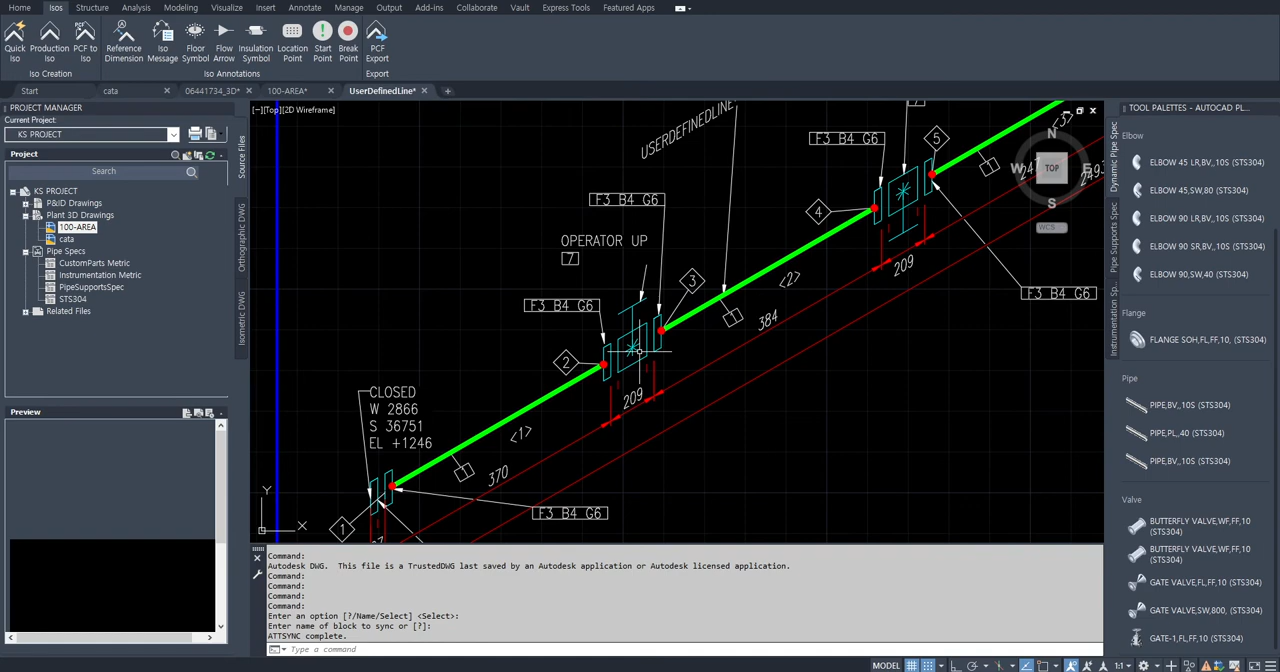 Home Isos Structure Analysis Modeling Visualize Insert Annotate Manage Output Add-ins Collaborate Vault Express Tools Featured Apps
Quick Iso
Production Iso
PCF to Iso
Reference Dimension
Iso Message
Floor Symbol
Flow Arrow
Insulation Symbol
Location Point
Start Point
Break Point
PCF Export
Iso Creation
Iso Annotations
Export
Start
cata
06441734_3D*
100-AREA*
UserDefinedLine*
PROJECT MANAGER
Current Project:
KS PROJECT
Project
Search
KS PROJECT
P&ID Drawings
Plant 3D Drawings
100-AREA
cata
Pipe Specs
CustomParts Metric
Instrumentation Metric
PipeSupportsSpec
STS304
Related Files
Preview
Source Files
Orthographic DWG
Isometric DWG
[−][Top][2D Wireframe]
USERDEFINEDLINE
F3 B4 G6
5
<3>
247
2493
F3 B4 G6
4
OPERATOR UP
7
3
209
<2>
F3 B4 G6
F3 B4 G6
1
384
2
209
CLOSED
W 2866
S 36751
EL +1246
<1>
1
370
F3 B4 G6
1
Y
X
N
W
TOP
E
S
WCS
TOOL PALETTES - AUTOCAD PL...
Dynamic Pipe Spec
Pipe Supports Spec
Instrumentation Sp...
Elbow
ELBOW 45 LR,BV,,10S (STS304)
ELBOW 45,SW,80 (STS304)
ELBOW 90 LR,BV,,10S (STS304)
ELBOW 90 SR,BV,,10S (STS304)
ELBOW 90,SW,40 (STS304)
Flange
FLANGE SOH,FL,FF,10, (STS304)
Pipe
PIPE,BV,,10S (STS304)
PIPE,PL,,40 (STS304)
PIPE,BV,,10S (STS304)
Valve
BUTTERFLY VALVE,WF,FF,10 (STS304)
BUTTERFLY VALVE,WF,FF,10 (STS304)
GATE VALVE,FL,FF,10 (STS304)
GATE VALVE,SW,800, (STS304)
GATE-1,FL,FF,10 (STS304)
Command:
Autodesk DWG. This file is a TrustedDWG last saved by an Autodesk application or Autodesk licensed application.
Command:
Command:
Command:
Command:
Enter an option [?/Name/Select] <Select>:
Enter name of block to sync or [?]:
ATTSYNC complete.
Type a command
MODEL
1:1